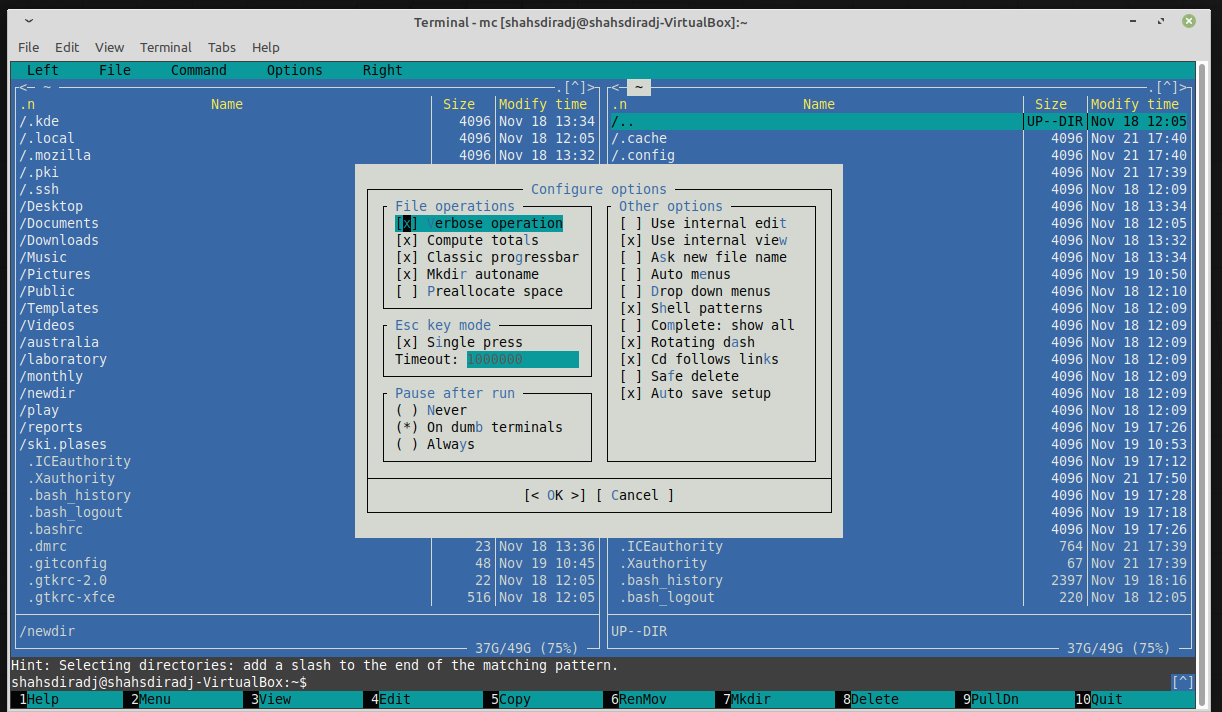 Terminal - mc [shahsdiradj@shahsdiradj-VirtualBox]:~
File Edit View Terminal Tabs Help
Left File Command Options Right
<─ ~ .[^]>
.n Name Size Modify time
/.kde 4096 Nov 18 13:34
/.local 4096 Nov 18 12:05
/.mozilla 4096 Nov 18 13:32
/.pki
/.ssh
/Desktop
/Documents
/Downloads
/Music
/Pictures
/Public
/Templates
/Videos
/australia
/laboratory
/monthly
/newdir
/play
/reports
/ski.plases
.ICEauthority
.Xauthority
.bash_history
.bash_logout
.bashrc
.dmrc 23 Nov 18 13:36
.gitconfig 48 Nov 19 10:45
.gtkrc-2.0 22 Nov 18 12:05
.gtkrc-xfce 516 Nov 18 12:05
/newdir
37G/49G (75%)
<─ ~ .[^]>
.n Name Size Modify time
/.. UP--DIR Nov 18 12:05
/.cache 4096 Nov 21 17:40
/.config 4096 Nov 21 17:40
4096 Nov 21 17:39
4096 Nov 18 12:09
4096 Nov 18 13:34
4096 Nov 18 12:05
4096 Nov 18 13:32
4096 Nov 18 13:34
4096 Nov 19 10:50
4096 Nov 18 12:10
4096 Nov 18 12:09
4096 Nov 18 12:09
4096 Nov 18 12:09
4096 Nov 18 12:09
4096 Nov 18 12:09
4096 Nov 18 12:09
4096 Nov 18 12:09
4096 Nov 19 17:26
4096 Nov 19 10:53
4096 Nov 19 17:12
4096 Nov 21 17:50
4096 Nov 19 17:28
4096 Nov 19 17:18
4096 Nov 19 17:26
.ICEauthority 764 Nov 21 17:39
.Xauthority 67 Nov 21 17:39
.bash_history 2397 Nov 19 18:16
.bash_logout 220 Nov 18 12:05
UP--DIR
37G/49G (75%)
Configure options
File operations
[x] Verbose operation
[x] Compute totals
[x] Classic progressbar
[x] Mkdir autoname
[ ] Preallocate space
Esc key mode
[x] Single press
Timeout: 1000000
Pause after run
( ) Never
(*) On dumb terminals
( ) Always
Other options
[ ] Use internal edit
[x] Use internal view
[ ] Ask new file name
[ ] Auto menus
[ ] Drop down menus
[x] Shell patterns
[ ] Complete: show all
[x] Rotating dash
[x] Cd follows links
[ ] Safe delete
[x] Auto save setup
[< OK >] [ Cancel ]
Hint: Selecting directories: add a slash to the end of the matching pattern.
shahsdiradj@shahsdiradj-VirtualBox:~$ [^]
1Help 2Menu 3View 4Edit 5Copy 6RenMov 7Mkdir 8Delete 9PullDn 10Quit